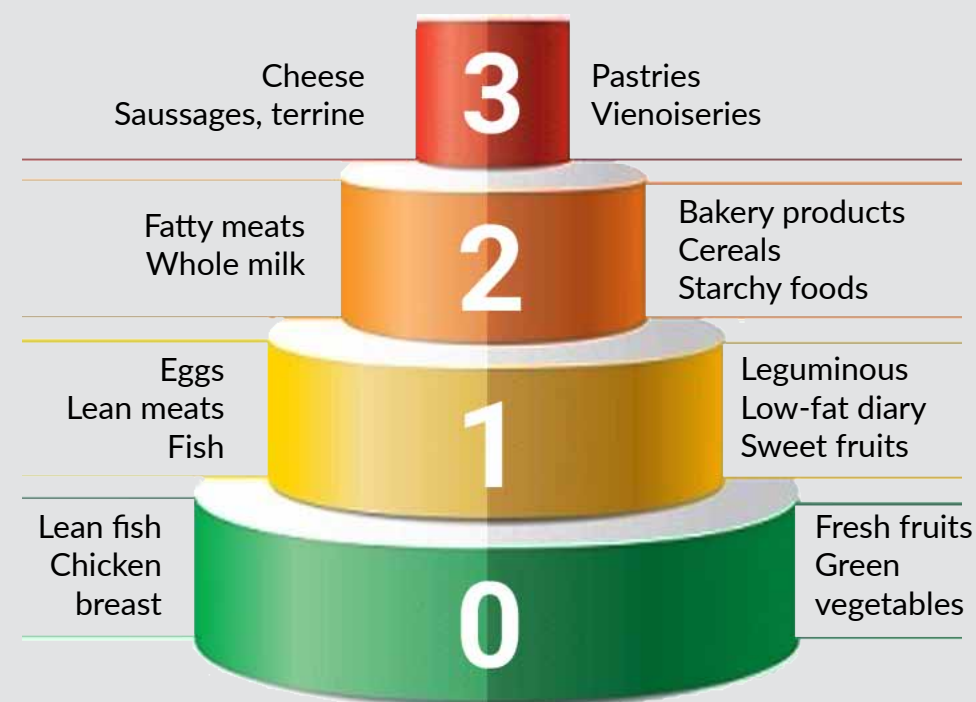 Cheese
Saussages, terrine
3
Pastries
Vienoiseries
Fatty meats
Whole milk
2
Bakery products
Cereals
Starchy foods
Eggs
Lean meats
Fish
1
Leguminous
Low-fat diary
Sweet fruits
Lean fish
Chicken
breast
0
Fresh fruits
Green
vegetables